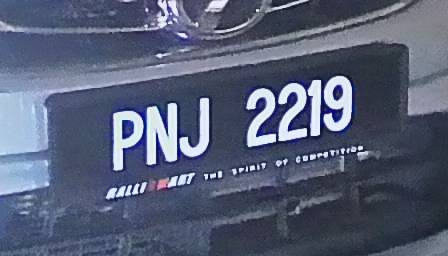 PNJ 2219
RALLIART THE SPIRIT OF COMPETITION